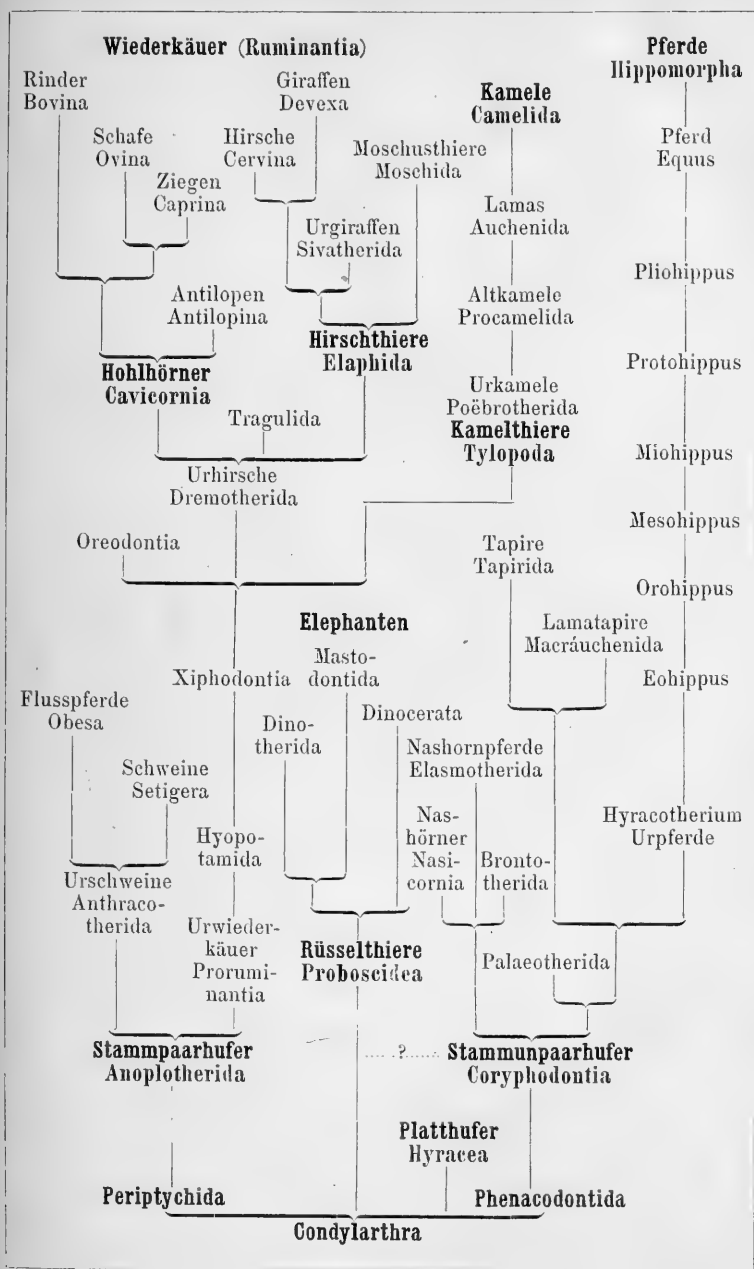 Wiederkäuer (Ruminantia)
Pferde
Hippomorpha
Rinder
Bovina
Giraffen
Devexa
Kamele
Camelida
Schafe
Ovina
Hirsche
Cervina
Moschusthiere
Moschida
Pferd
Equus
Ziegen
Caprina
Urgiraffen
Sivatherida
Lamas
Auchenida
Pliohippus
Antilopen
Antilopina
Altkamele
Procamelida
Hohlhörner
Cavicornia
Hirschthiere
Elaphida
Protohippus
Tragulida
Urkamele
Poëbrotherida
Kamelthiere
Tylopoda
Miohippus
Urhirsche
Dremotherida
Mesohippus
Oreodontia
Tapire
Tapirida
Orohippus
Elephanten
Lamatapire
Macráuchenida
Xiphodontia
Masto-
dontida
Eohippus
Flusspferde
Obesa
Dino-
therida
Dinocerata
Schweine
Setigera
Nashornpferde
Elasmotherida
Hyopo-
tamida
Nas-
hörner
Nasi-
cornia
Bronto-
therida
Hyracotherium
Urpferde
Urschweine
Anthraco-
therida
Urwieder-
käuer
Prorumi-
nantia
Rüsselthiere
Proboscidea
Palaeotherida
Stammpaarhufer
Anoplotherida
.....?......
Stammunpaarhufer
Coryphodontia
Platthufer
Hyracea
Periptychida
Phenacodontida
Condylarthra